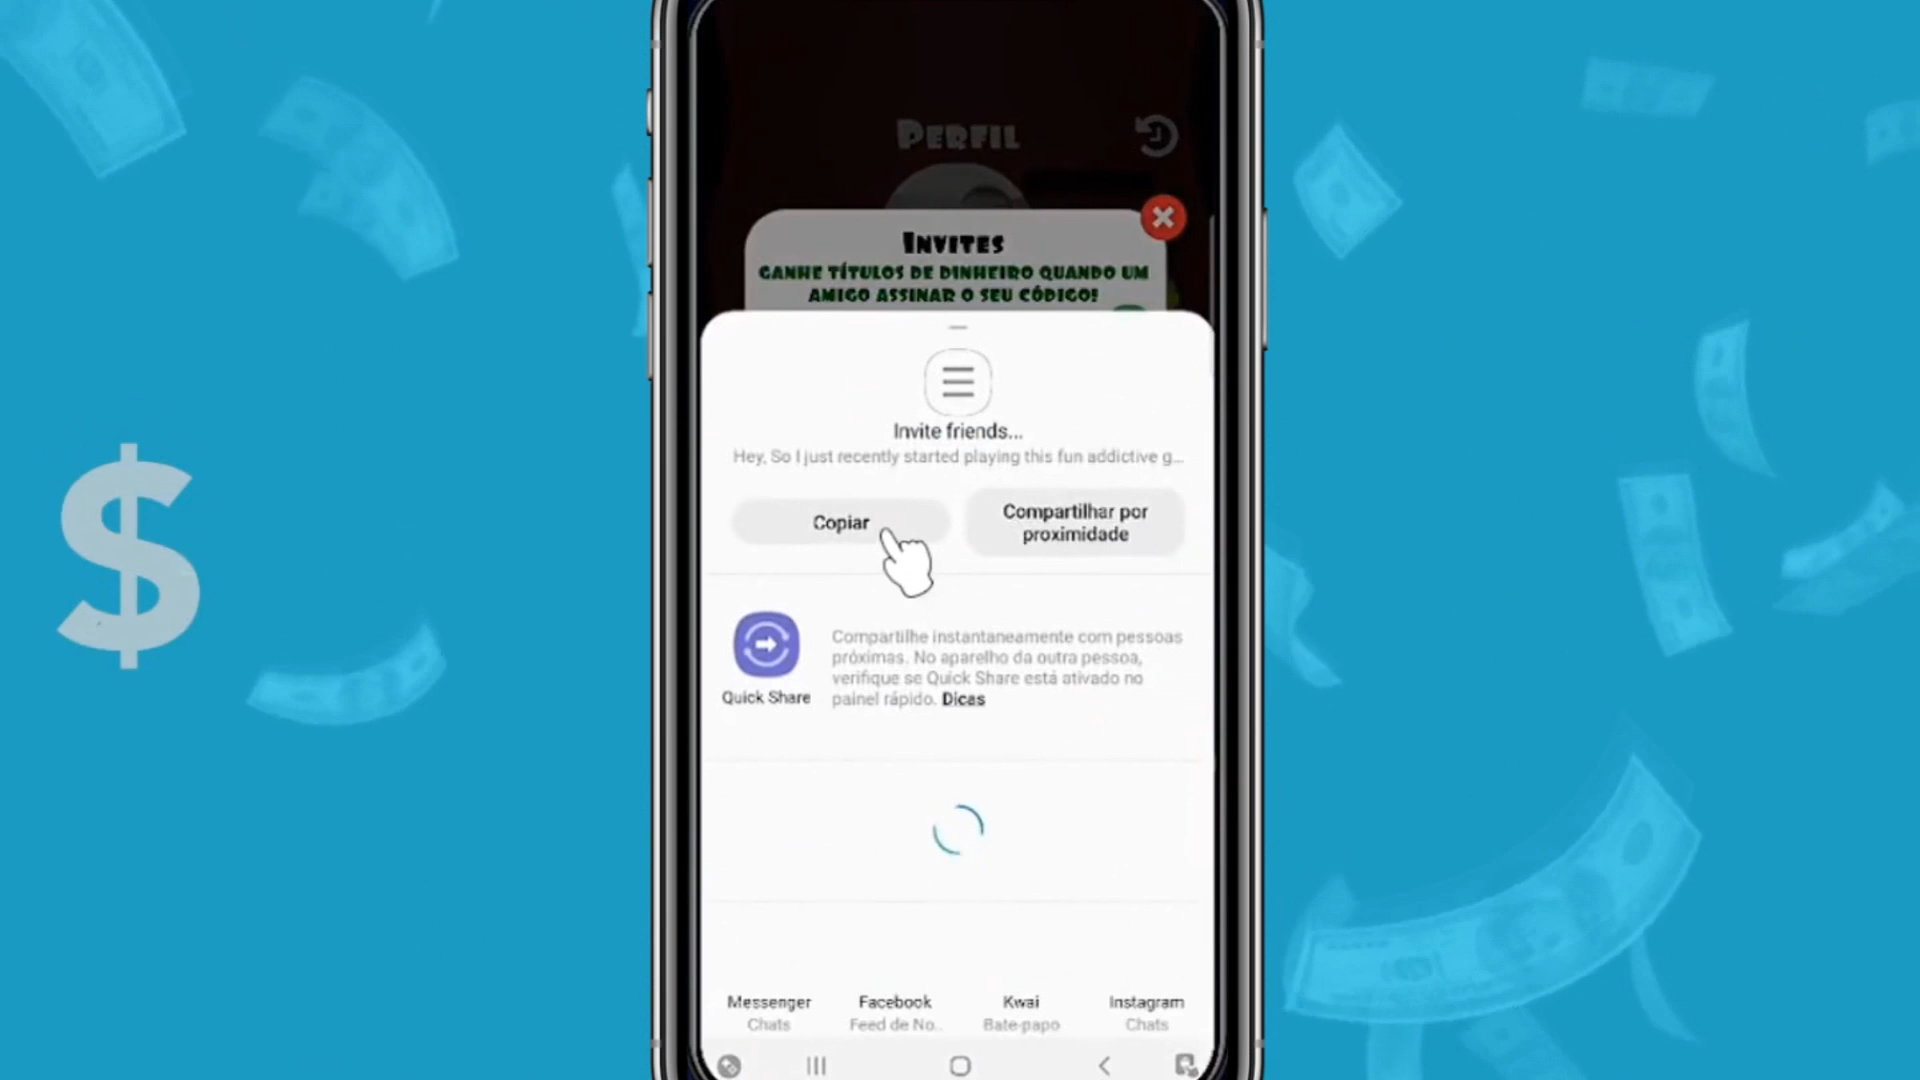 PERFIL
INVITES
GANHE TÍTULOS DE DINHEIRO QUANDO UM
AMIGO ASSINAR O SEU CÓDIGO!
Invite friends...
Hey, So I just recently started playing this fun addictive g...
Copiar
Compartilhar por
proximidade
Quick Share
Compartilhe instantaneamente com pessoas
próximas. No aparelho da outra pessoa,
verifique se Quick Share está ativado no
painel rápido. Dicas
Messenger
Chats
Facebook
Feed de No..
Kwai
Bate-papo
Instagram
Chats
$